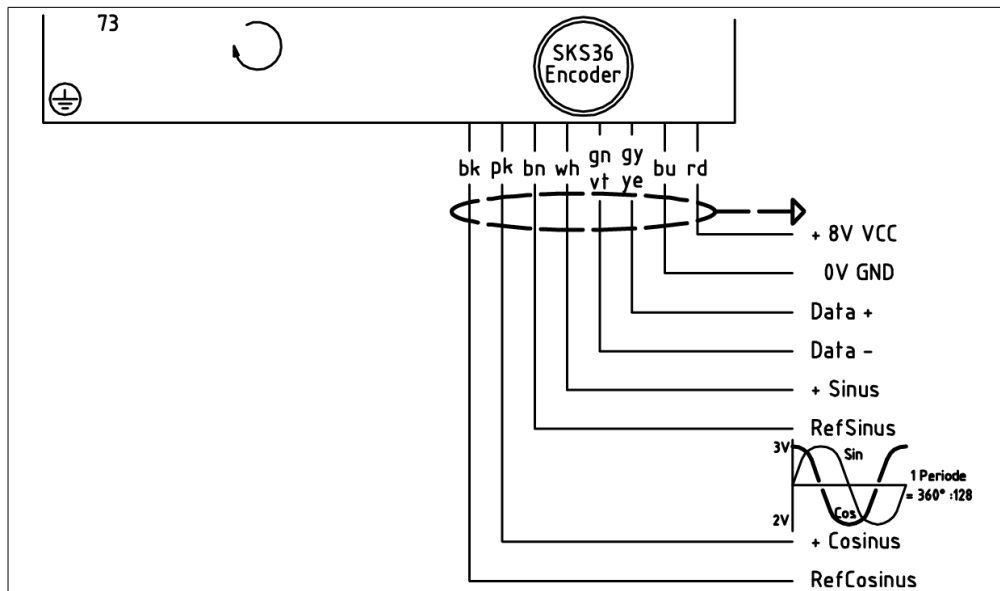 73
SKS36
Encoder
bk pk bn wh gn gy bu rd
vt ye
+ 8V VCC
0V GND
Data +
Data -
+ Sinus
RefSinus
3V
Sin
1 Periode
= 360° :128
Cos
2V
+ Cosinus
RefCosinus